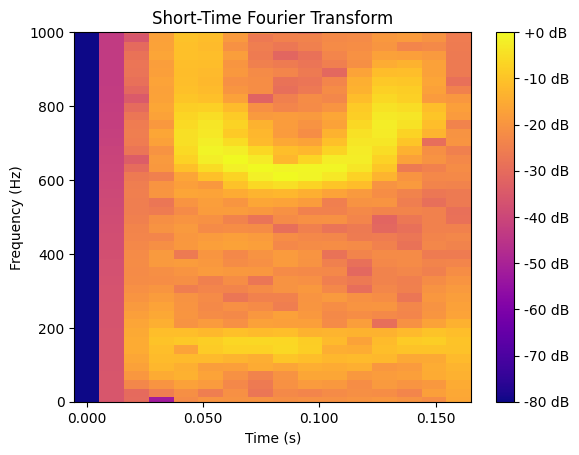 Short-Time Fourier Transform
1000
800
600
400
200
0
Frequency (Hz)
0.000
0.050
0.100
0.150
Time (s)
+0 dB
-10 dB
-20 dB
-30 dB
-40 dB
-50 dB
-60 dB
-70 dB
-80 dB